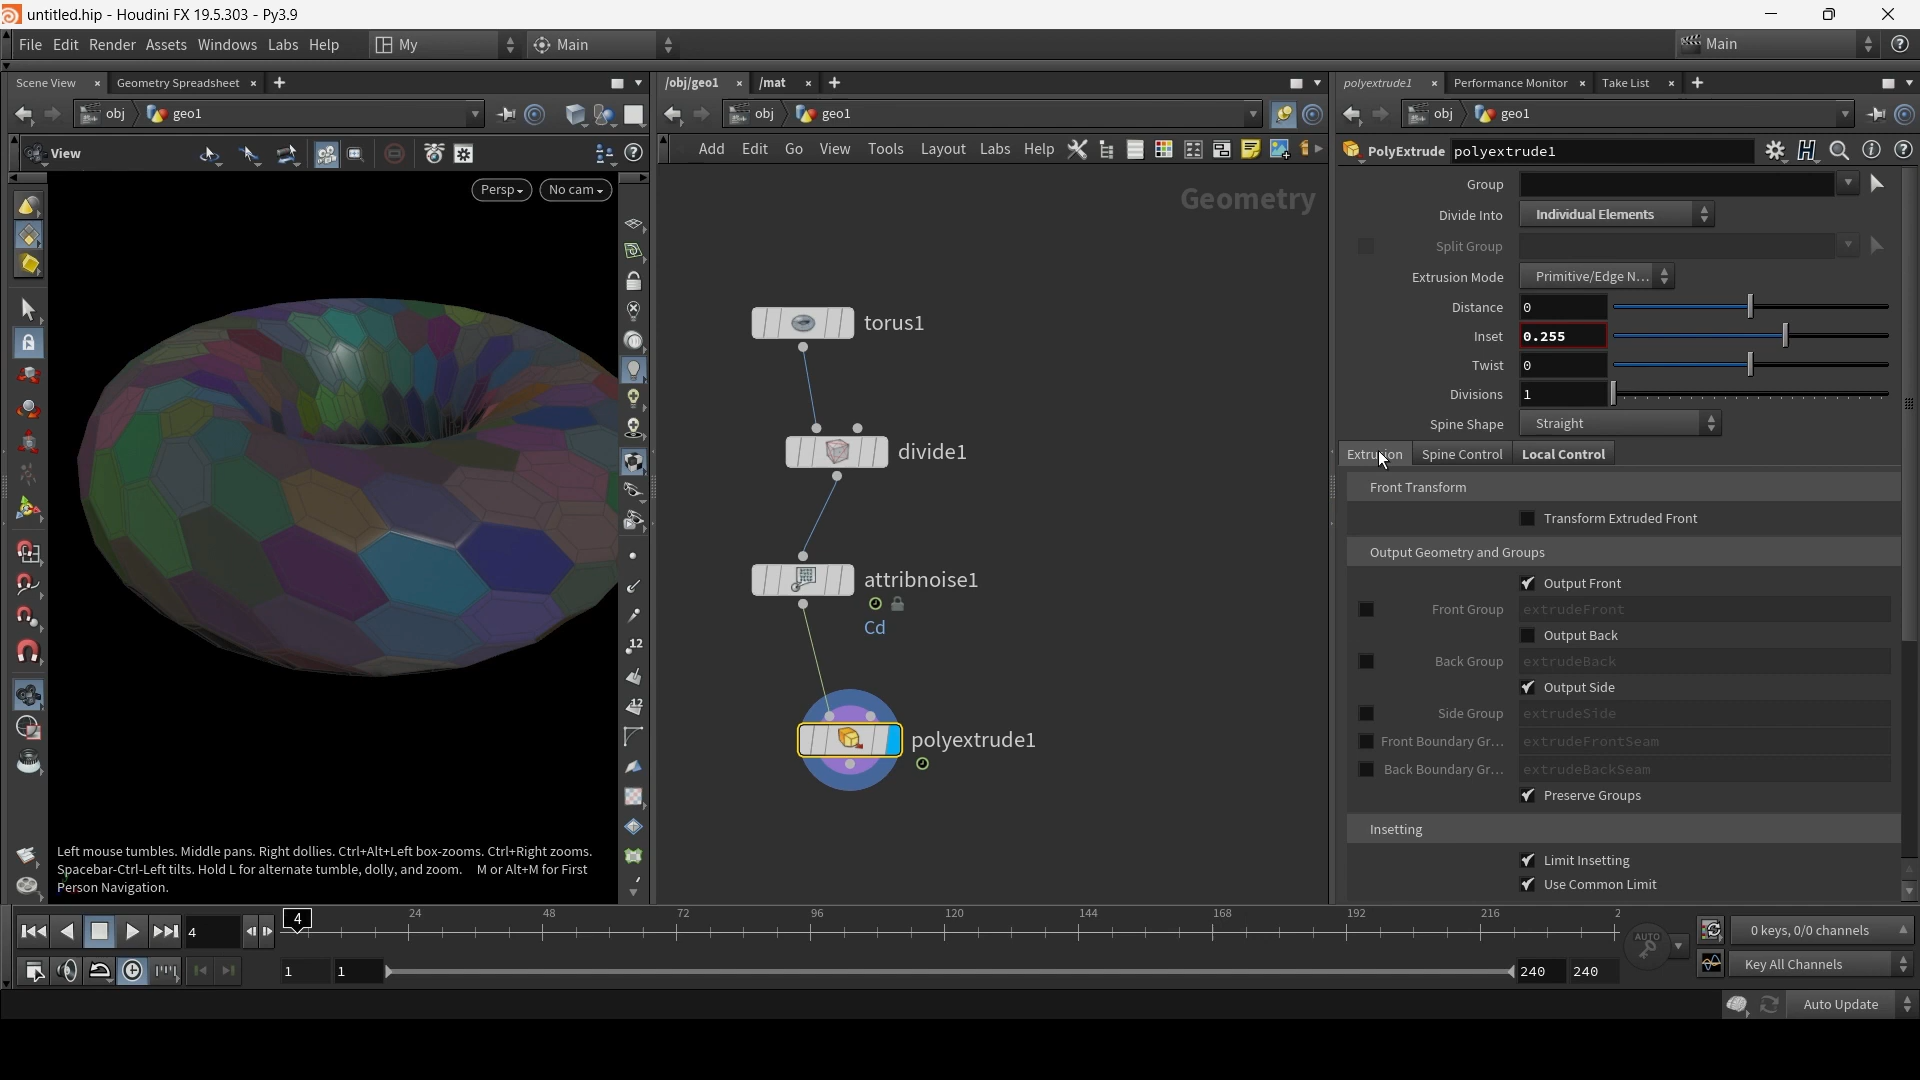 untitled.hip - Houdini FX 19.5.303 - Py3.9
File Edit Render Assets Windows Labs Help My Main Main
Scene View × Geometry Spreadsheet × +
obj geo1
View
Persp No cam
Left mouse tumbles. Middle pans. Right dollies. Ctrl+Alt+Left box-zooms. Ctrl+Right zooms.
Spacebar-Ctrl-Left tilts. Hold L for alternate tumble, dolly, and zoom. M or Alt+M for First
Person Navigation.
12
12
/obj/geo1 × /mat × +
obj geo1
Add Edit Go View Tools Layout Labs Help
Geometry
torus1
divide1
attribnoise1
Cd
polyextrude1
polyextrude1 × Performance Monitor × Take List × +
obj geo1
PolyExtrude polyextrude1
Group
Divide Into Individual Elements
Split Group
Extrusion Mode Primitive/Edge N...
Distance 0
Inset 0.255
Twist 0
Divisions 1
Spine Shape Straight
Extrusion Spine Control Local Control
Front Transform
Transform Extruded Front
Output Geometry and Groups
Output Front
Front Group extrudeFront
Output Back
Back Group extrudeBack
Output Side
Side Group extrudeSide
Front Boundary Gr... extrudeFrontSeam
Back Boundary Gr... extrudeBackSeam
Preserve Groups
Insetting
Limit Insetting
Use Common Limit
4 4 24 48 72 96 120 144 168 192 216 2
AUTO
0 keys, 0/0 channels
1 1 240 240
Key All Channels
Auto Update